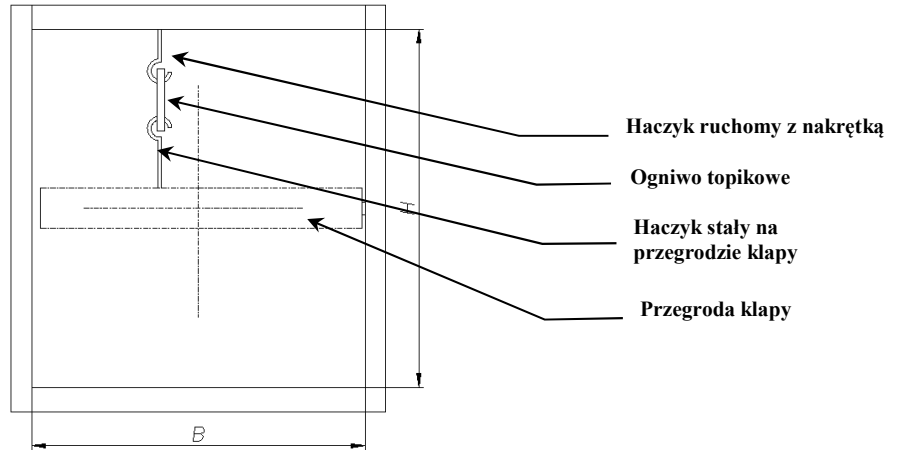 Haczyk ruchomy z nakrętką
Ogniwo topikowe
H
Haczyk stały na
przegrodzie klapy
Przegroda klapy
B